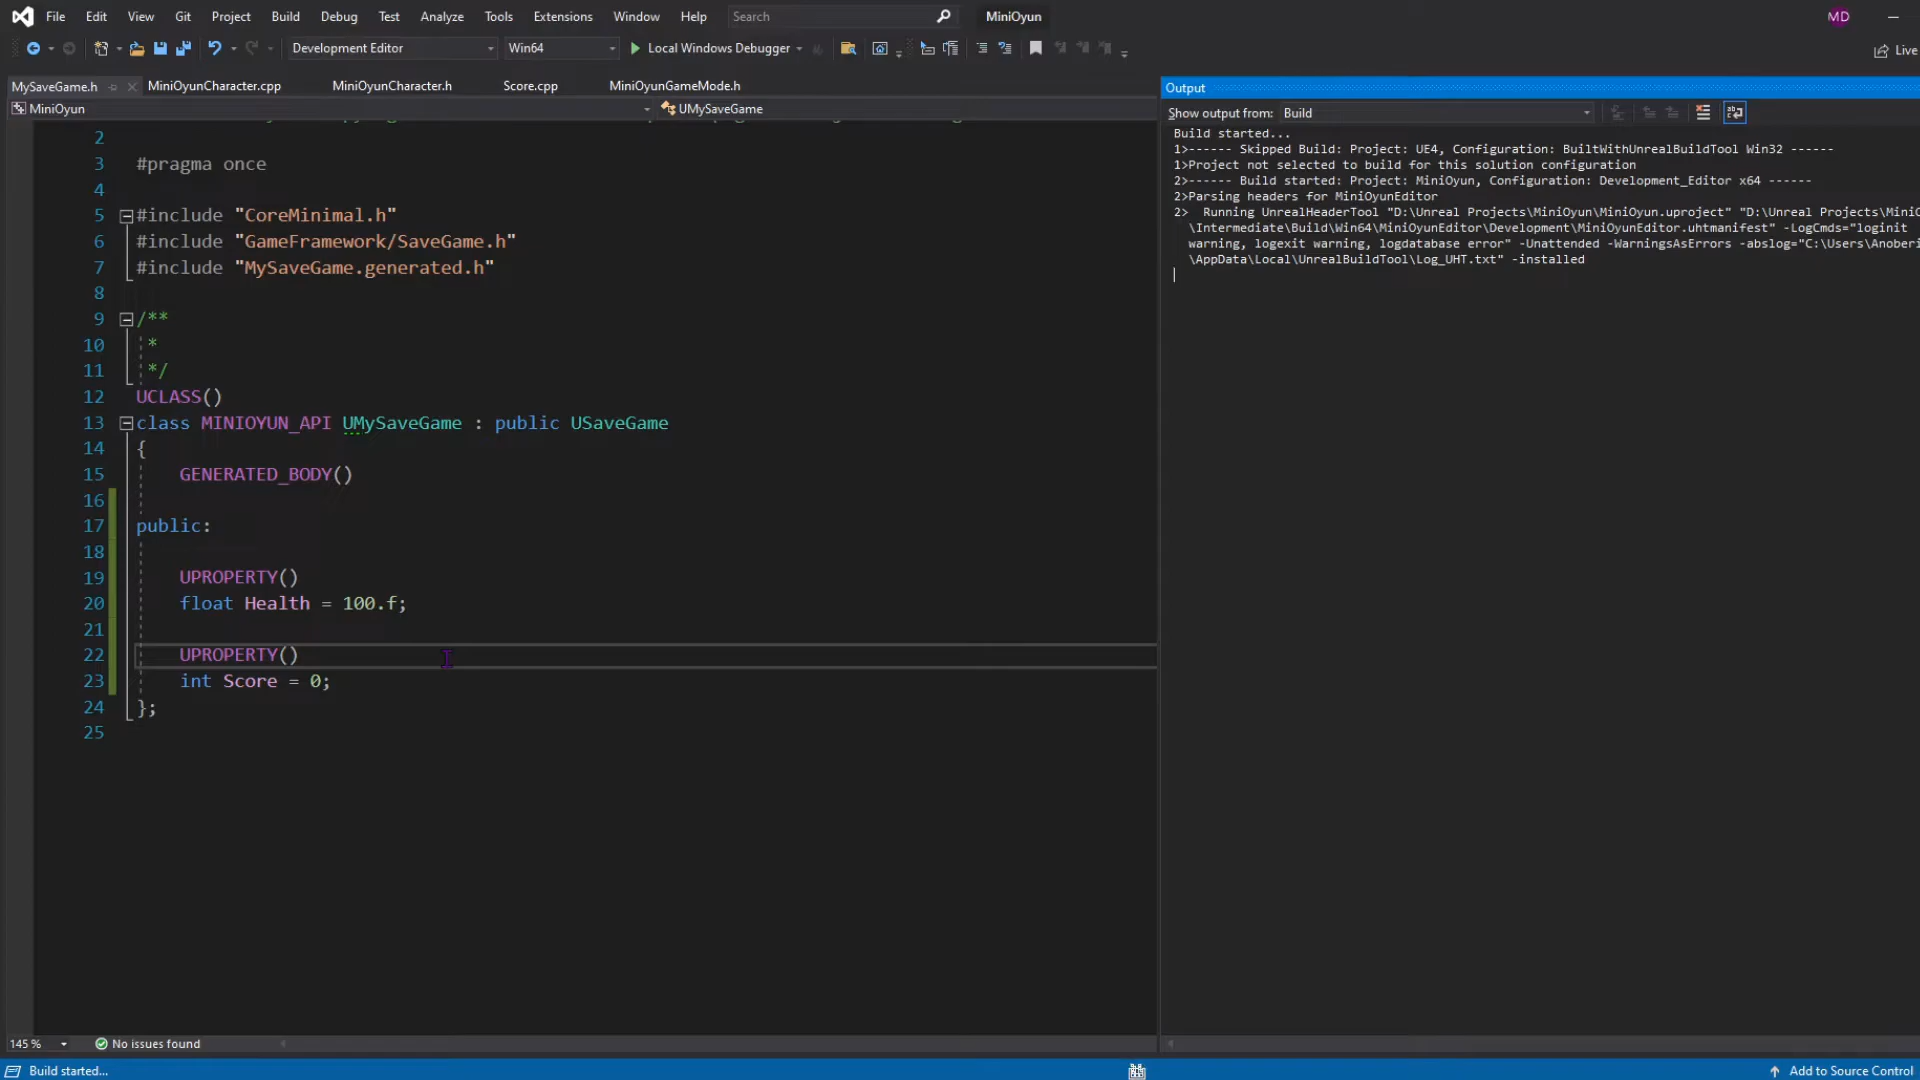 File Edit View Git Project Build Debug Test Analyze Tools Extensions Window Help Search MiniOyun MD
Development Editor Win64 Local Windows Debugger Live
MySaveGame.h MiniOyunCharacter.cpp MiniOyunCharacter.h Score.cpp MiniOyunGameMode.h
MiniOyun UMySaveGame
2
3 #pragma once
4
5 #include "CoreMinimal.h"
6 #include "GameFramework/SaveGame.h"
7 #include "MySaveGame.generated.h"
8
9 /**
10 *
11 */
12 UCLASS()
13 class MINIOYUN_API UMySaveGame : public USaveGame
14 {
15 GENERATED_BODY()
16
17 public:
18
19 UPROPERTY()
20 float Health = 100.f;
21
22 UPROPERTY()
23 int Score = 0;
24 };
25
145 % No issues found
Output
Show output from: Build
Build started...
1>------ Skipped Build: Project: UE4, Configuration: BuiltWithUnrealBuildTool Win32 ------
1>Project not selected to build for this solution configuration
2>------ Build started: Project: MiniOyun, Configuration: Development_Editor x64 ------
2>Parsing headers for MiniOyunEditor
2> Running UnrealHeaderTool "D:\Unreal Projects\MiniOyun\MiniOyun.uproject" "D:\Unreal Projects\MiniO
\Intermediate\Build\Win64\MiniOyunEditor\Development\MiniOyunEditor.uhtmanifest" -LogCmds="loginit
warning, logexit warning, logdatabase error" -Unattended -WarningsAsErrors -abslog="C:\Users\Anoberi
\AppData\Local\UnrealBuildTool\Log_UHT.txt" -installed
Build started... Add to Source Control